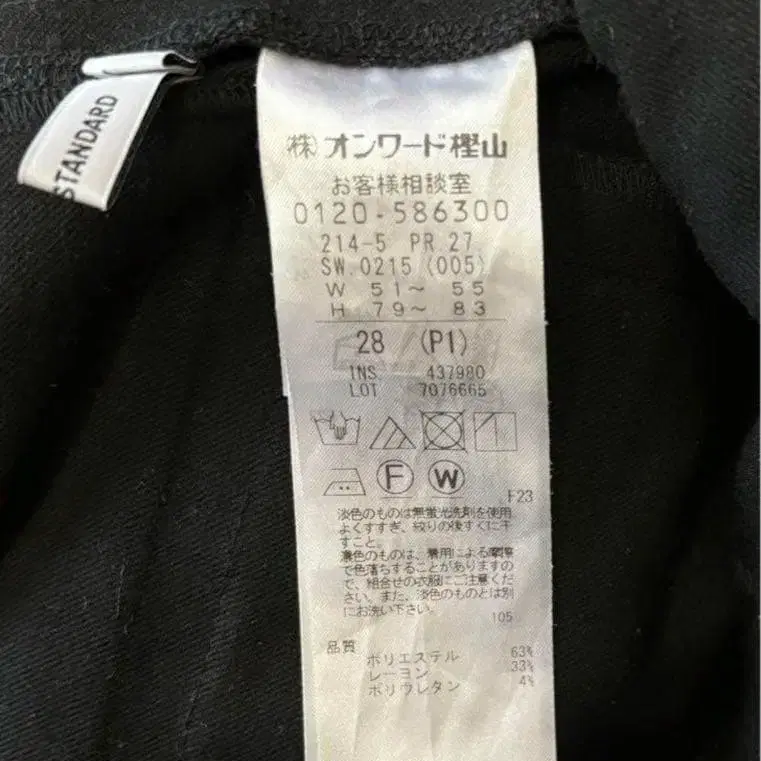 STANDARD
㈱オンワード樫山
お客様相談室
0120-586300
214-5 PR.27
SW.0215 (005)
W 51~ 55
H 79~ 83
28 (P1)
INS 437980
LOT 7076665
F W
F23
淡色のものは無蛍光洗剤を使用
よくすすぎ、絞りの後すぐに干
すこと。
濃色のものは、着用による摩擦
で色落ちすることがありますの
で、組合せの衣服にご注意くだ
さい。また、淡色のものとは別
にお洗い下さい。
105
品質
ポリエステル 63%
レーヨン 33%
ポリウレタン 4%